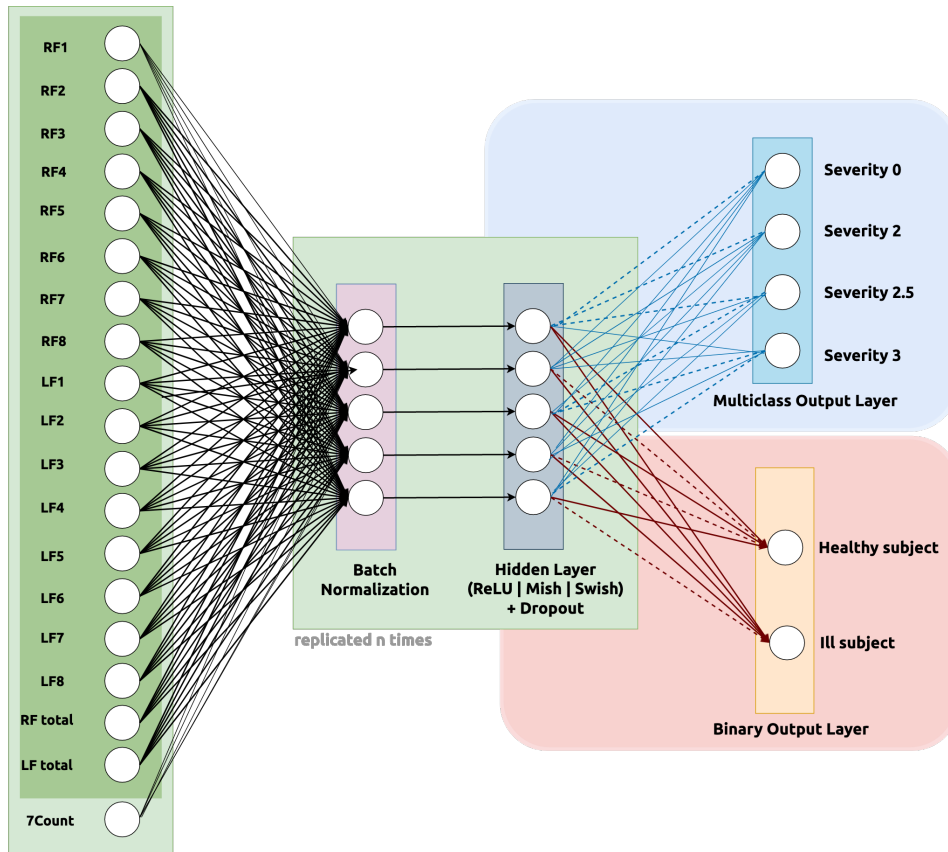 RF1
RF2
RF3
RF4
RF5
RF6
RF7
RF8
LF1
LF2
LF3
LF4
LF5
LF6
LF7
LF8
RF total
LF total
7Count
Batch
Normalization
Hidden Layer
(ReLU | Mish | Swish)
+ Dropout
replicated n times
Severity 0
Severity 2
Severity 2.5
Severity 3
Multiclass Output Layer
Healthy subject
Ill subject
Binary Output Layer